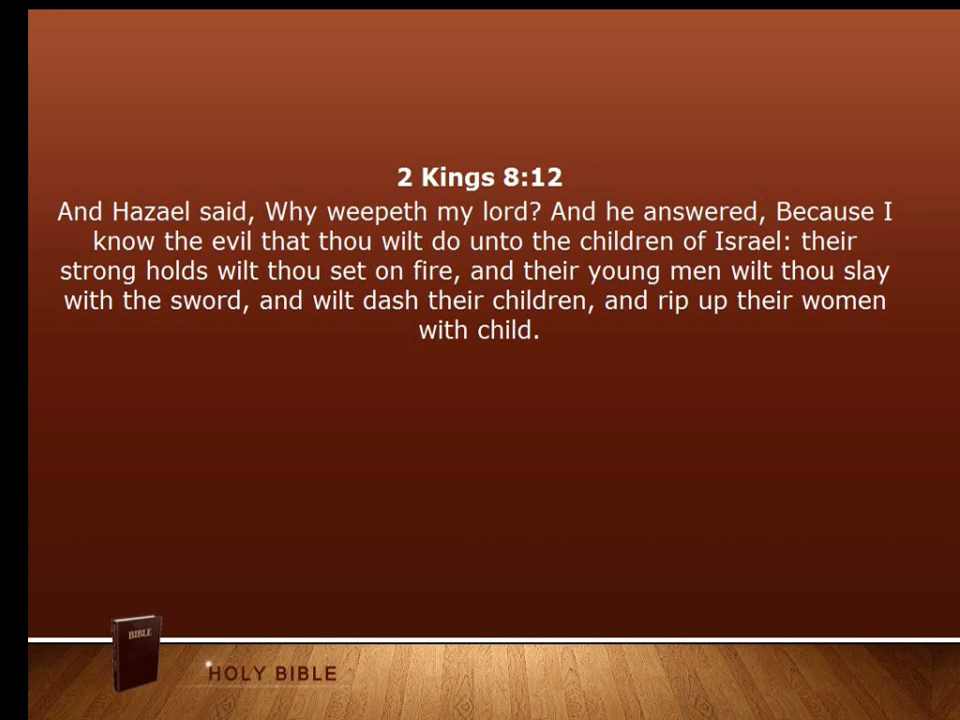 2 Kings 8:12
And Hazael said, Why weepeth my lord? And he answered, Because I
know the evil that thou wilt do unto the children of Israel: their
strong holds wilt thou set on fire, and their young men wilt thou slay
with the sword, and wilt dash their children, and rip up their women
with child.
BIBLE
HOLY BIBLE